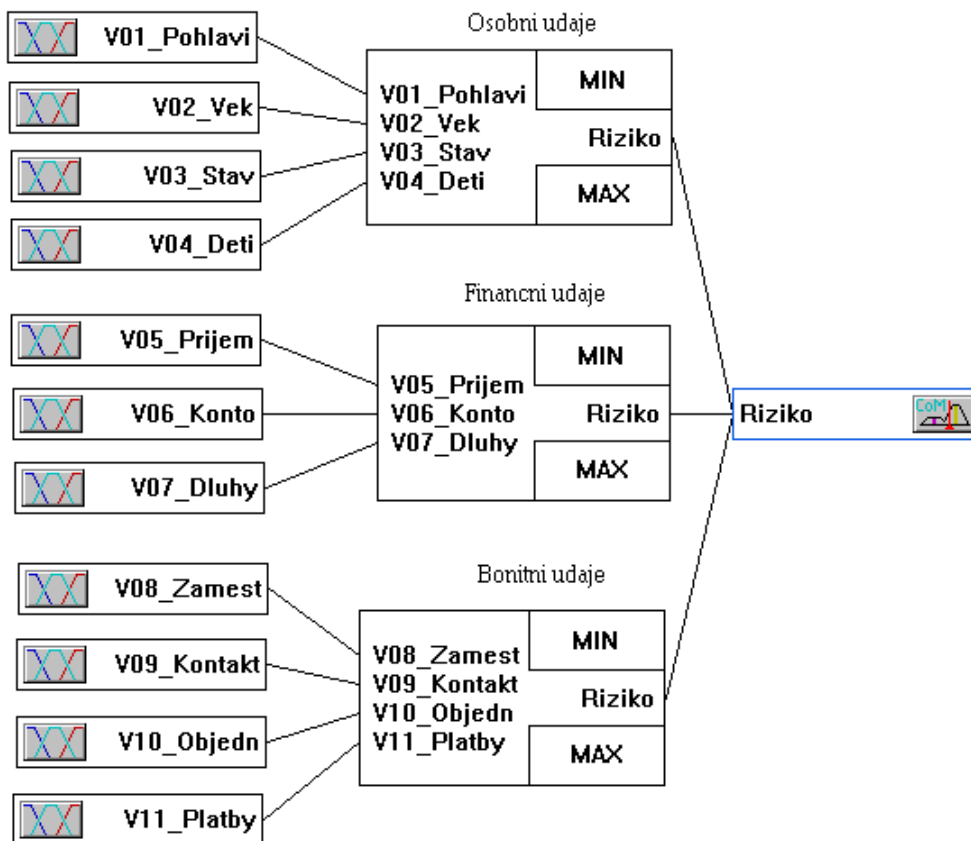 Osobni udaje
V01_Pohlavi
V02_Vek
V03_Stav
V04_Deti
V01_Pohlavi
V02_Vek
V03_Stav
V04_Deti
MIN
Riziko
MAX
Financni udaje
V05_Prijem
V06_Konto
V07_Dluhy
V05_Prijem
V06_Konto
V07_Dluhy
MIN
Riziko
MAX
Riziko
CoM
Bonitni udaje
V08_Zamest
V09_Kontakt
V10_Objedn
V11_Platby
V08_Zamest
V09_Kontakt
V10_Objedn
V11_Platby
MIN
Riziko
MAX